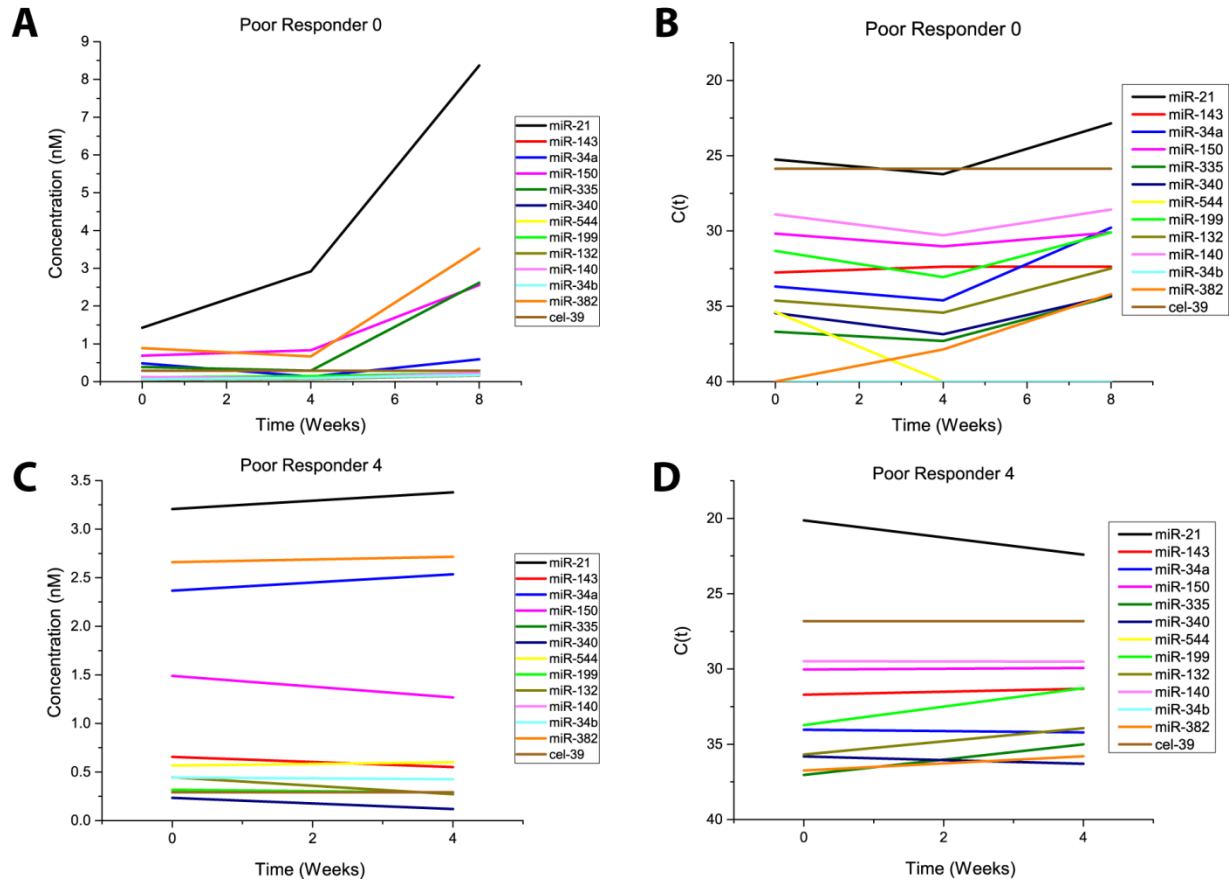 A
Poor Responder 0
9
8
7
6
5
4
3
2
1
0
Concentration (nM)
0 2 4 6 8
Time (Weeks)
miR-21
miR-143
miR-34a
miR-150
miR-335
miR-340
miR-544
miR-199
miR-132
miR-140
miR-34b
miR-382
cel-39
B
Poor Responder 0
20
25
30
35
40
C(t)
0 2 4 6 8
Time (Weeks)
miR-21
miR-143
miR-34a
miR-150
miR-335
miR-340
miR-544
miR-199
miR-132
miR-140
miR-34b
miR-382
cel-39
C
Poor Responder 4
3.5
3.0
2.5
2.0
1.5
1.0
0.5
0.0
Concentration (nM)
0 2 4
Time (Weeks)
miR-21
miR-143
miR-34a
miR-150
miR-335
miR-340
miR-544
miR-199
miR-132
miR-140
miR-34b
miR-382
cel-39
D
Poor Responder 4
20
25
30
35
40
C(t)
0 2 4
Time (Weeks)
miR-21
miR-143
miR-34a
miR-150
miR-335
miR-340
miR-544
miR-199
miR-132
miR-140
miR-34b
miR-382
cel-39